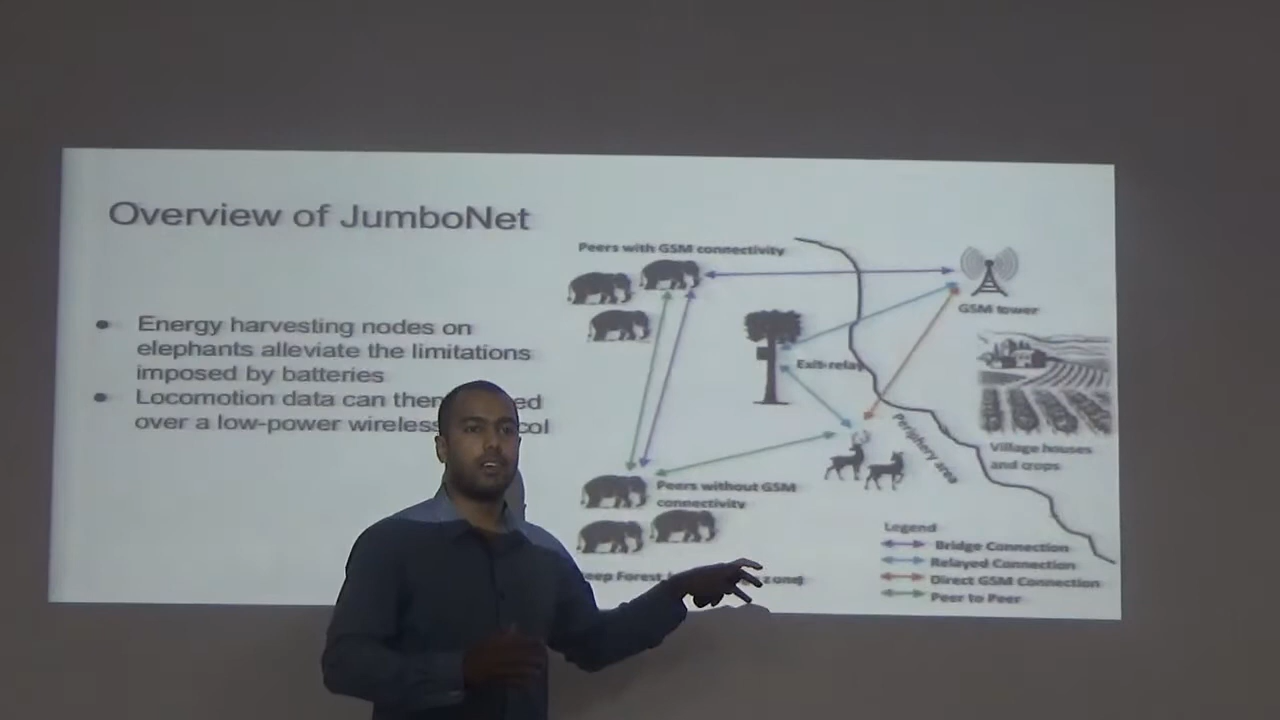 Overview of JumboNet
Energy harvesting nodes on
elephants alleviate the limitations
imposed by batteries
Locomotion data can then
over a low-power wireless
Peers with GSM connectivity
GSM tower
Exit-relay
Periphery area
Village houses
and crops
Peers without GSM
connectivity
Forest
zone)
Legend
Bridge Connection
Relayed Connection
Direct GSM Connection
Peer to Peer